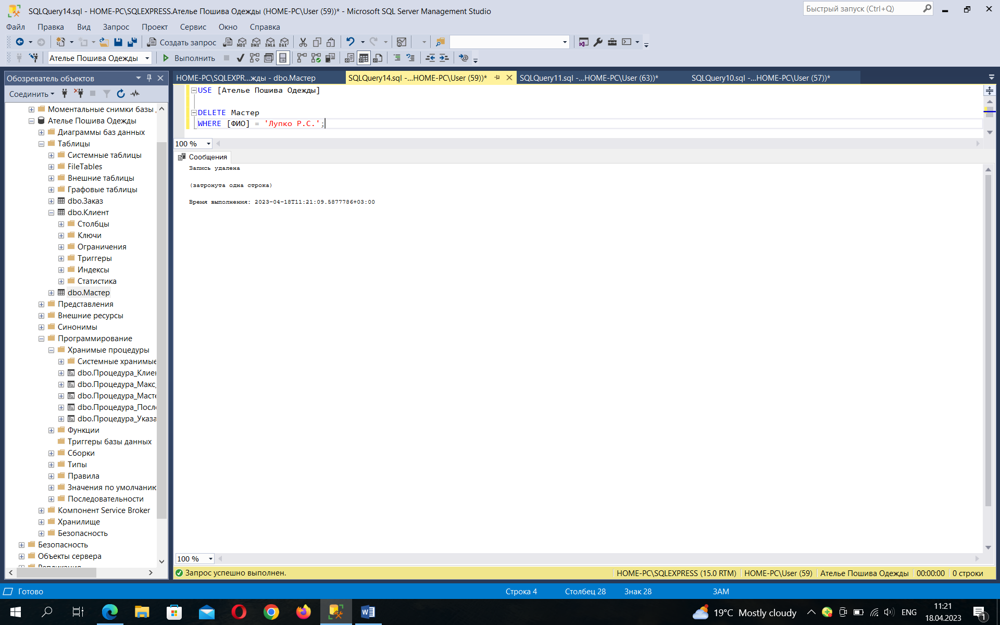 SQLQuery14.sql - HOME-PC\SQLEXPRESS.Ателье Пошива Одежды (HOME-PC\User (59))* - Microsoft SQL Server Management Studio
Быстрый запуск (Ctrl+Q)
Файл Правка Вид Запрос Проект Сервис Окно Справка
Создать запрос
MDX DMX XMLA DAX
Ателье Пошива Одежды
Выполнить
Обозреватель объектов
HOME-PC\SQLEXPR...жды - dbo.Мастер
SQLQuery14.sql -...HOME-PC\User (59))*
SQLQuery11.sql -...HOME-PC\User (63))*
SQLQuery10.sql -...HOME-PC\User (57))*
Соединить
Моментальные снимки базы
Ателье Пошива Одежды
Диаграммы баз данных
Таблицы
Системные таблицы
FileTables
Внешние таблицы
Графовые таблицы
dbo.Заказ
dbo.Клиент
Столбцы
Ключи
Ограничения
Триггеры
Индексы
Статистика
dbo.Мастер
Представления
Внешние ресурсы
Синонимы
Программирование
Хранимые процедуры
Системные хранимые
dbo.Процедура_Клиен
dbo.Процедура_Макс_
dbo.Процедура_Масте
dbo.Процедура_После
dbo.Процедура_Указа
Функции
Триггеры базы данных
Сборки
Типы
Правила
Значения по умолчанию
Последовательности
Компонент Service Broker
Хранилище
Безопасность
Безопасность
Объекты сервера
Репликация
USE [Ателье Пошива Одежды]
DELETE Мастер
WHERE [ФИО] = 'Лупко Р.С.';
100 %
Сообщения
Запись удалена
(затронута одна строка)
Время выполнения: 2023-04-18T11:21:09.5877786+03:00
100 %
Запрос успешно выполнен.
HOME-PC\SQLEXPRESS (15.0 RTM)
HOME-PC\User (59)
Ателье Пошива Одежды
00:00:00
0 строки
Готово
Строка 4
Столбец 28
Знак 28
ЗАМ
19°C Mostly cloudy
ENG
11:21
18.04.2023
1